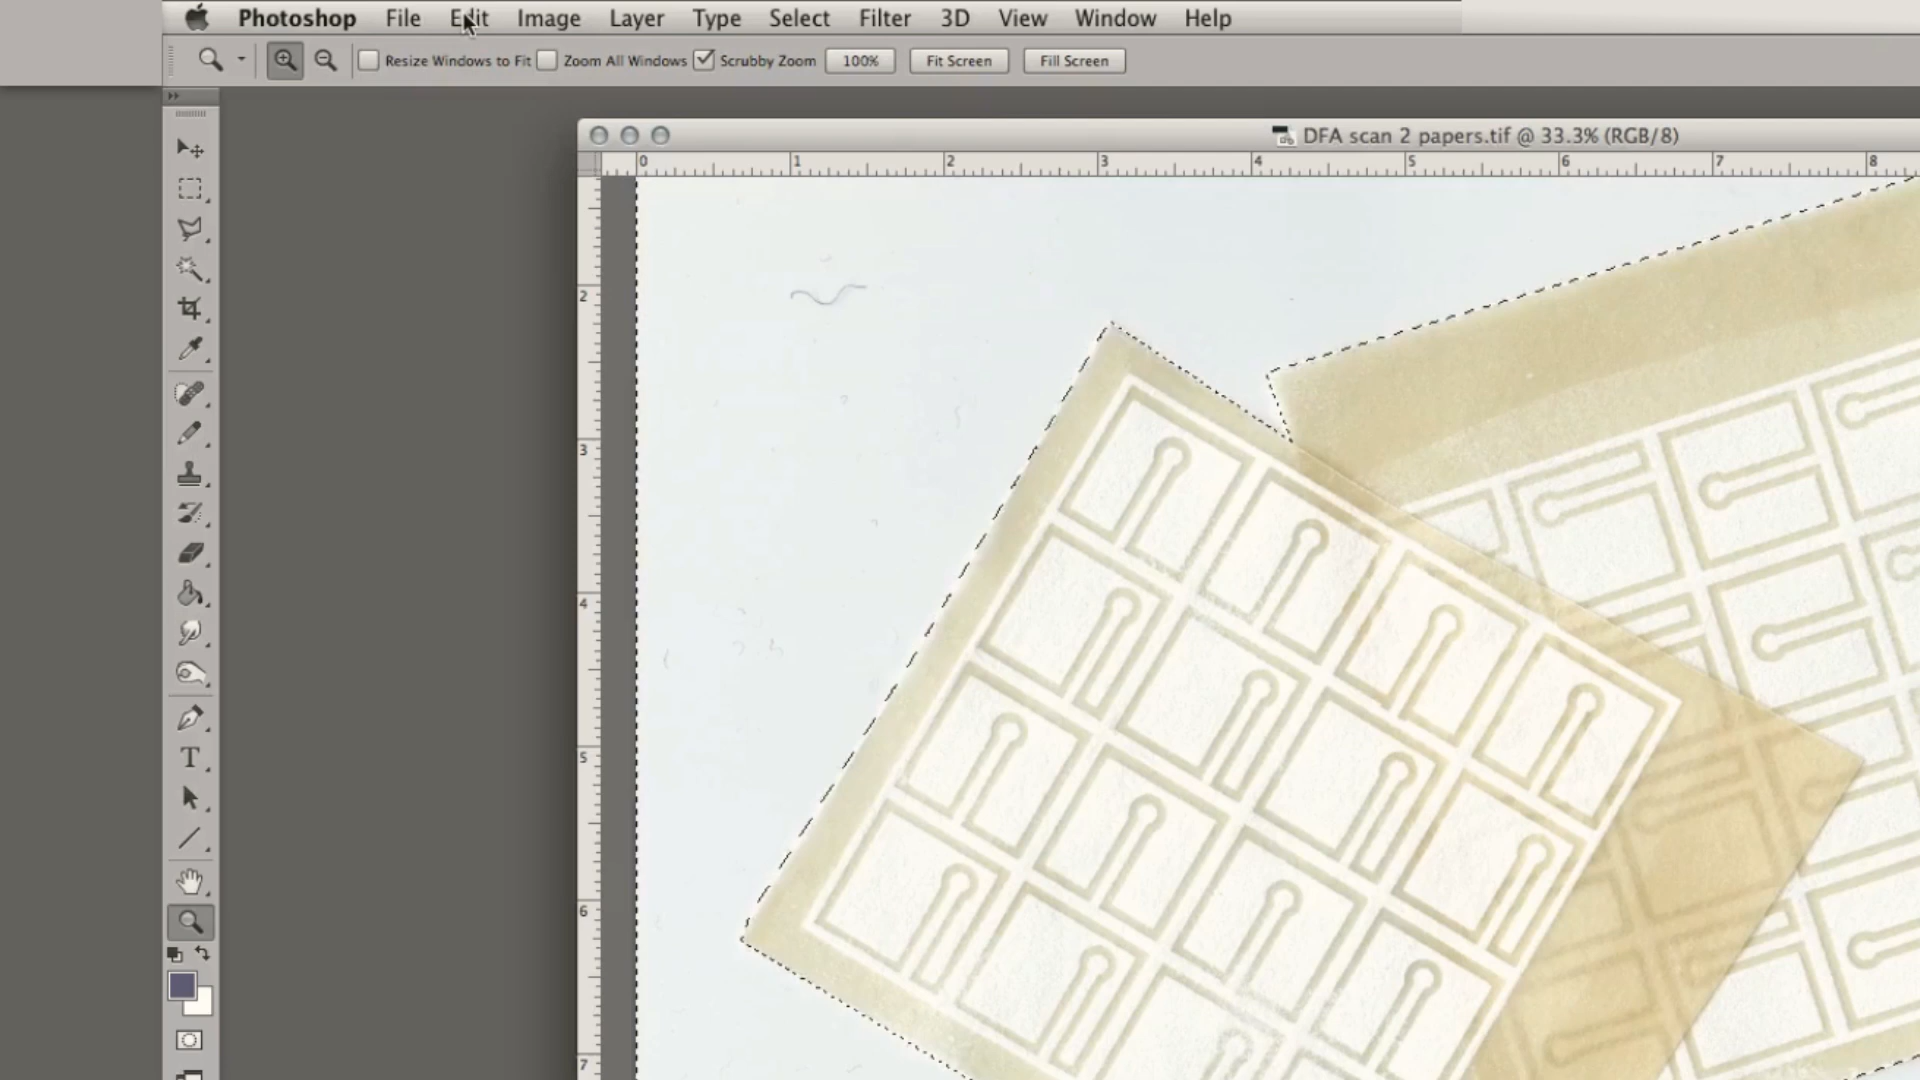 Photoshop File Edit Image Layer Type Select Filter 3D View Window Help
Resize Windows to Fit Zoom All Windows Scrubby Zoom 100% Fit Screen Fill Screen
DFA scan 2 papers.tif @ 33.3% (RGB/8)
0 1 2 3 4 5 6 7 8
2
3
4
5
6
7
T